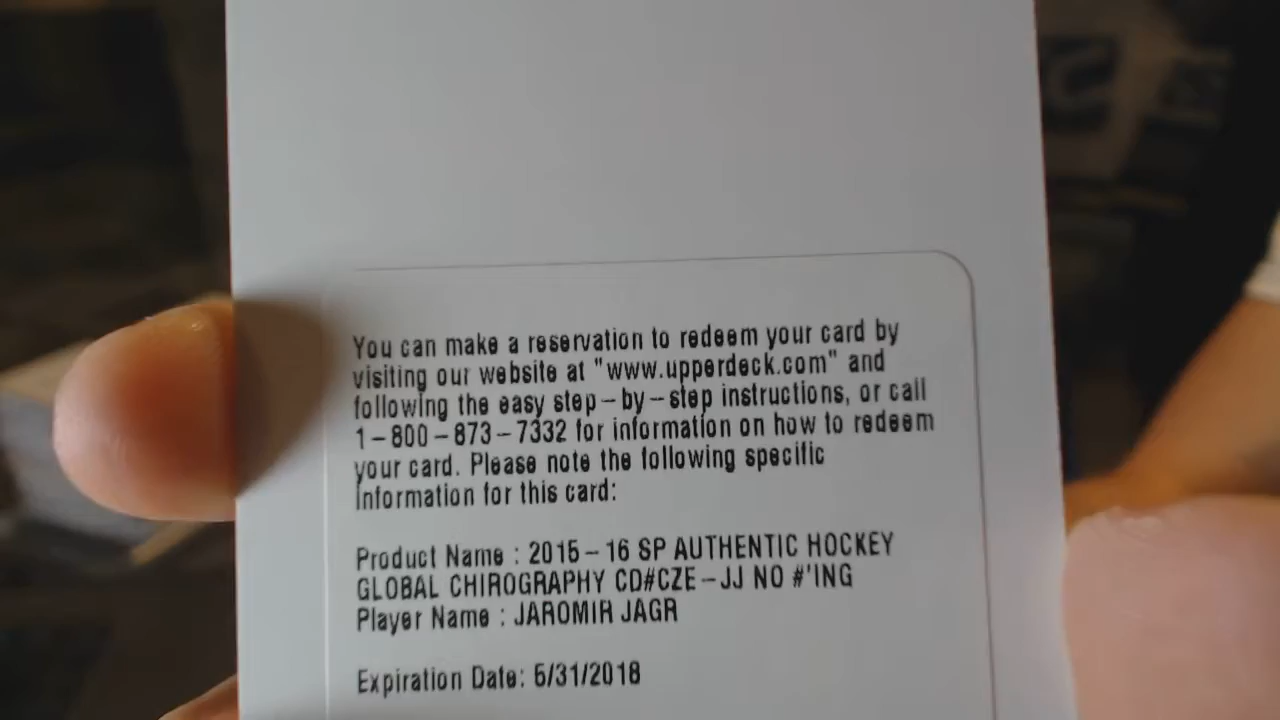 You can make a reservation to redeem your card by
visiting our website at "www.upperdeck.com" and
following the easy step–by–step instructions, or call
1–800–873–7332 for information on how to redeem
your card. Please note the following specific
information for this card:
Product Name : 2015–16 SP AUTHENTIC HOCKEY
GLOBAL CHIROGRAPHY CD#CZE–JJ NO #'ING
Player Name : JAROMIR JAGR
Expiration Date: 5/31/2018